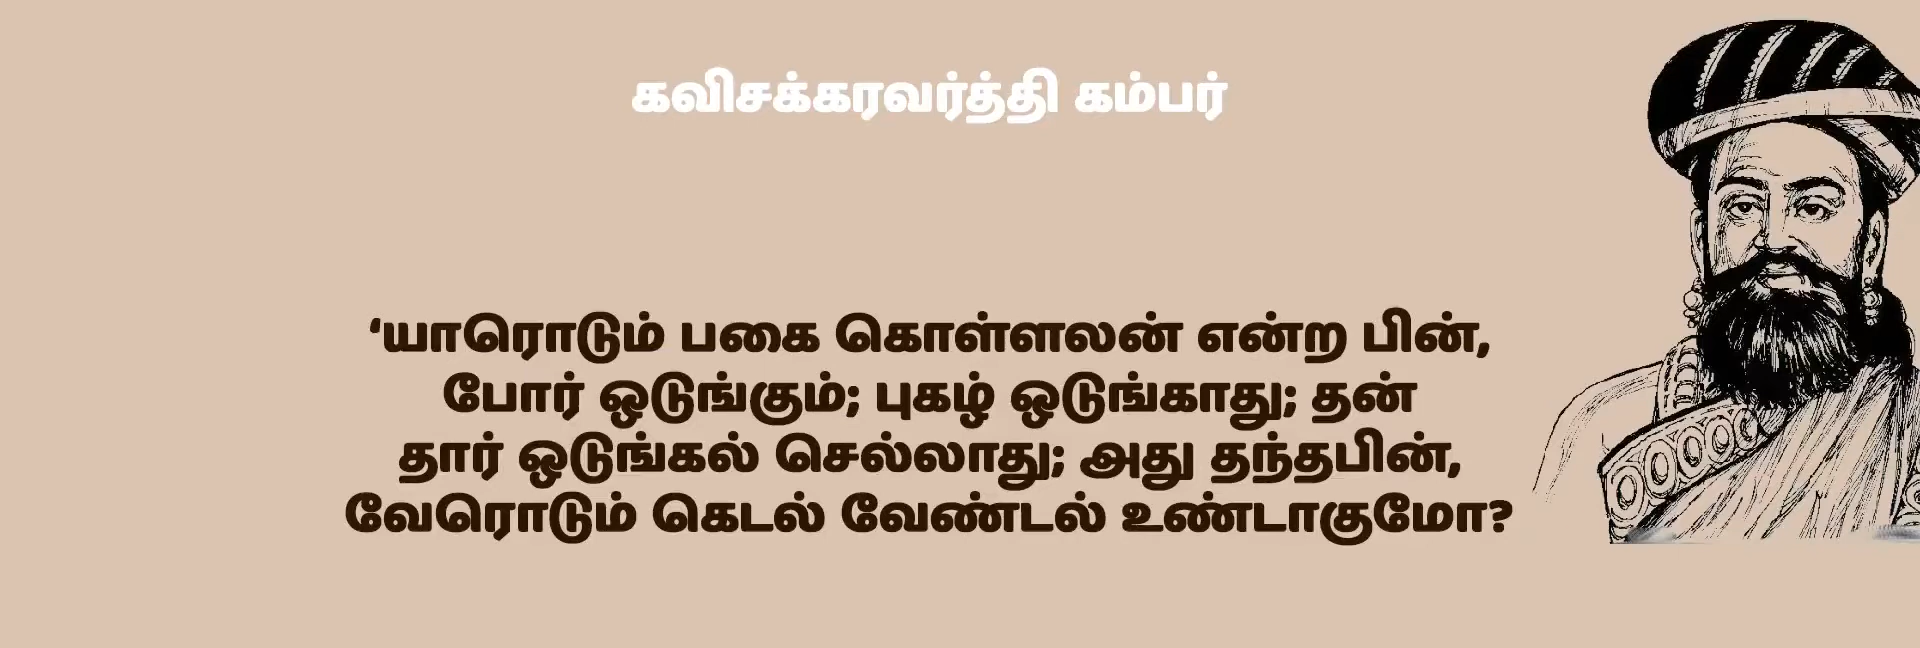 கவிசக்கரவர்த்தி கம்பர்
‘யாரொடும் பகை கொள்ளலன் என்ற பின்,
போர் ஒடுங்கும்; புகழ் ஒடுங்காது; தன்
தார் ஒடுங்கல் செல்லாது; அது தந்தபின்,
வேரொடும் கெடல் வேண்டல் உண்டாகுமோ?